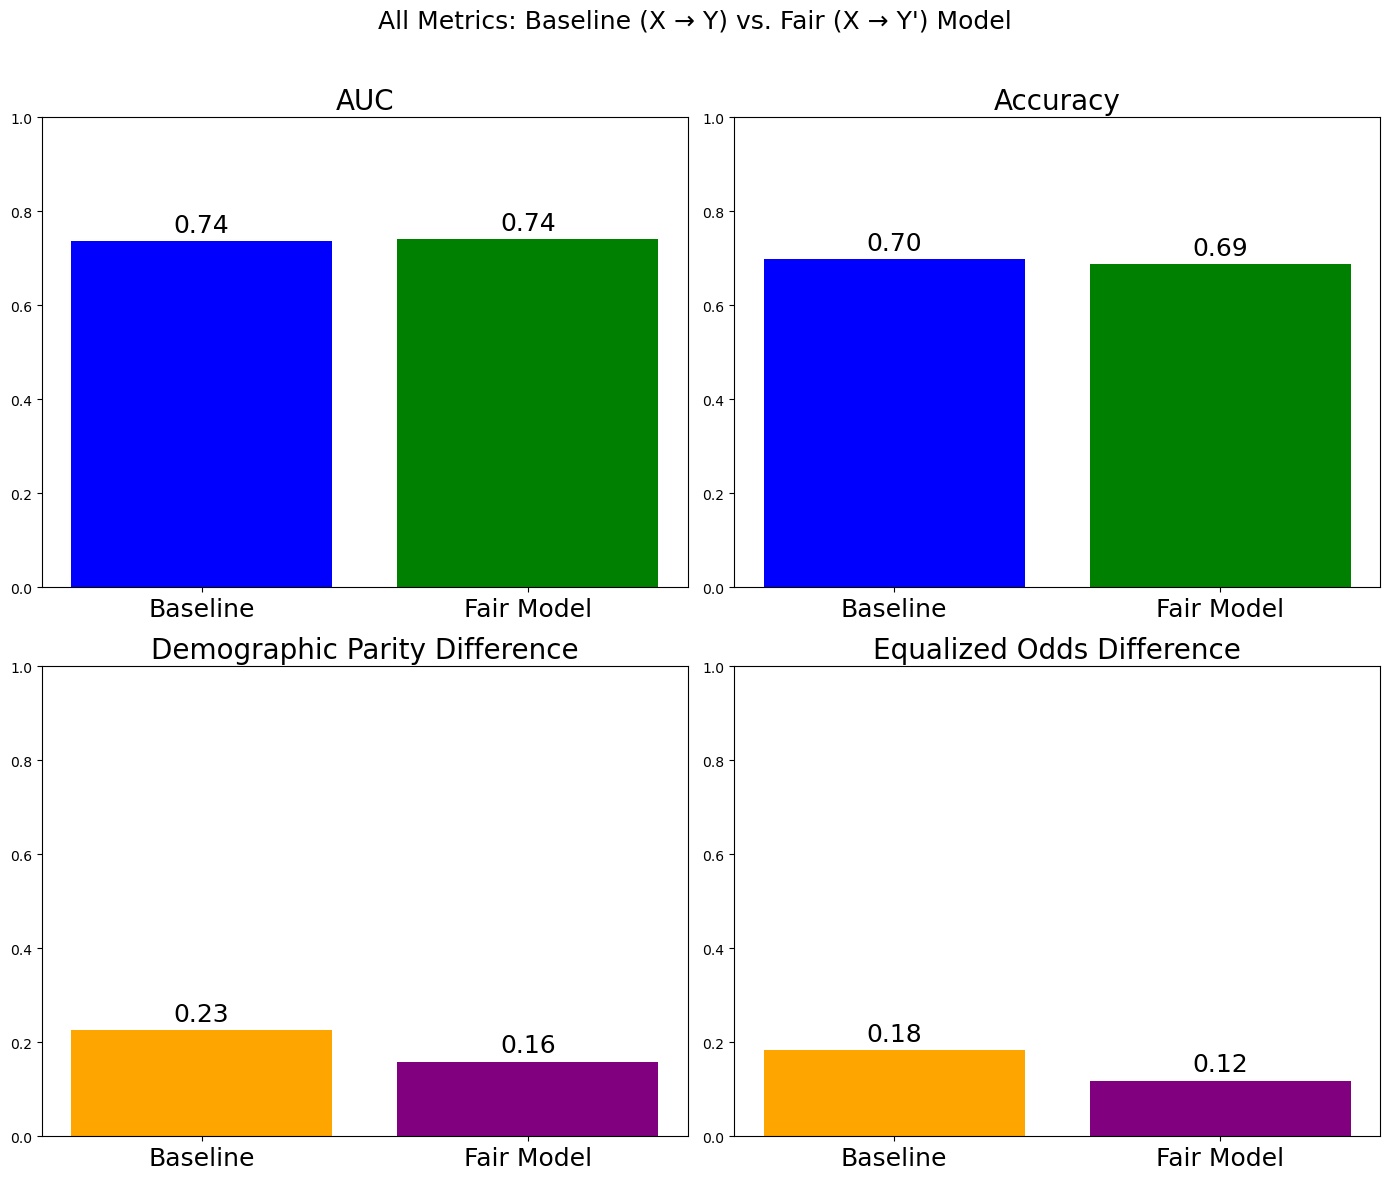 All Metrics: Baseline (X → Y) vs. Fair (X → Y') Model
AUC
1.0
0.8
0.6
0.4
0.2
0.0
0.74
0.74
Baseline
Fair Model
Accuracy
1.0
0.8
0.6
0.4
0.2
0.0
0.70
0.69
Baseline
Fair Model
Demographic Parity Difference
1.0
0.8
0.6
0.4
0.2
0.0
0.23
0.16
Baseline
Fair Model
Equalized Odds Difference
1.0
0.8
0.6
0.4
0.2
0.0
0.18
0.12
Baseline
Fair Model